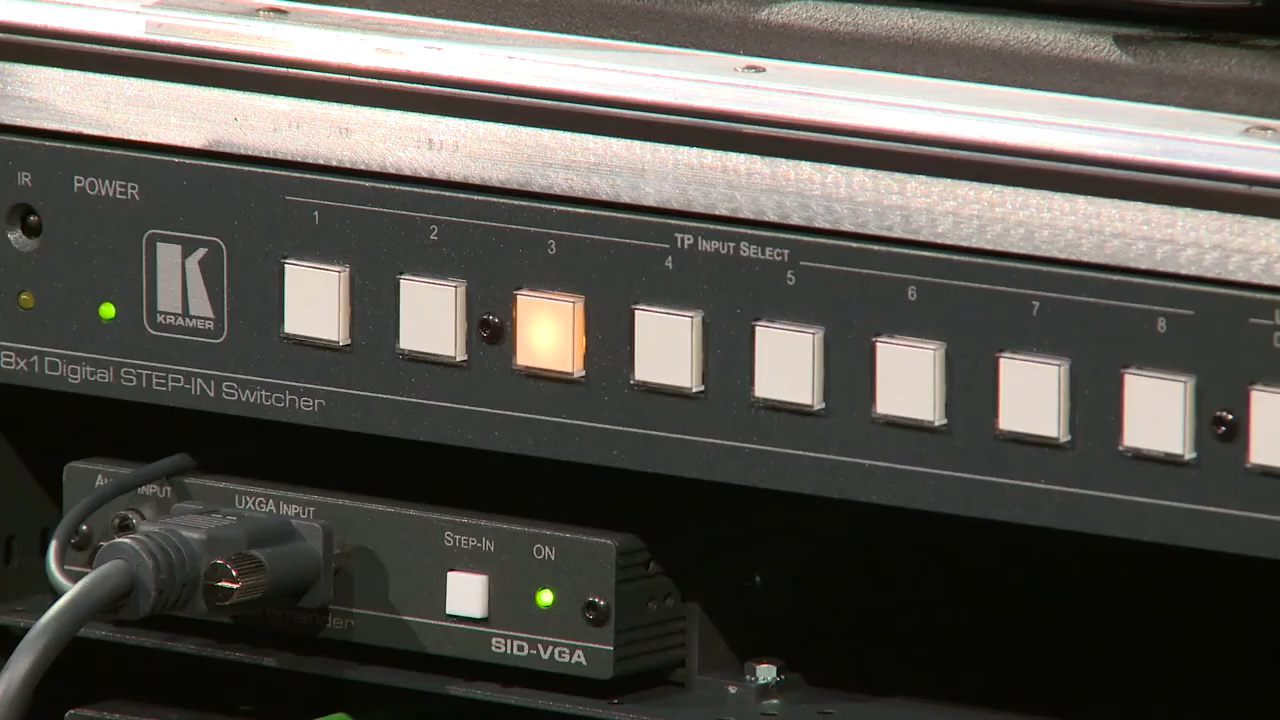 IR
POWER
1
2
3
TP INPUT SELECT
4
5
6
7
8
K
KRAMER
8x1 Digital STEP-IN Switcher
INPUT
UXGA INPUT
STEP-IN
ON
SID-VGA